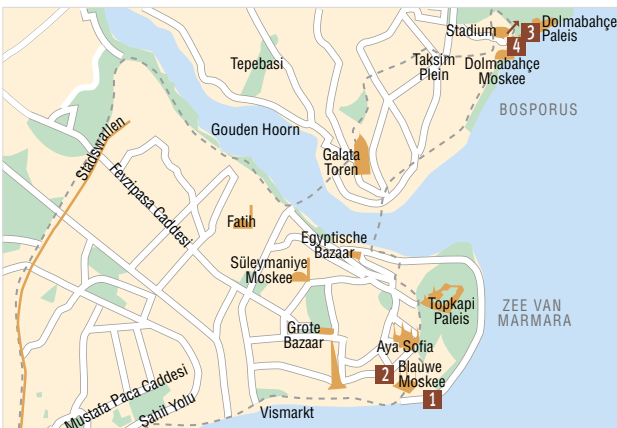 Stadium
3
Dolmabahçe
Paleis
4
Dolmabahçe
Moskee
Taksim
Plein
Tepebasi
BOSPORUS
Gouden Hoorn
Stadswallen
Galata
Toren
Fevzipasa Caddesi
Fatih
Egyptische
Bazaar
Süleymaniye
Moskee
Topkapi
Paleis
ZEE VAN
MARMARA
Grote
Bazaar
Aya Sofia
2
Blauwe
Moskee
1
Mustafa Paca Caddesi
Sahil Yolu
Vismarkt